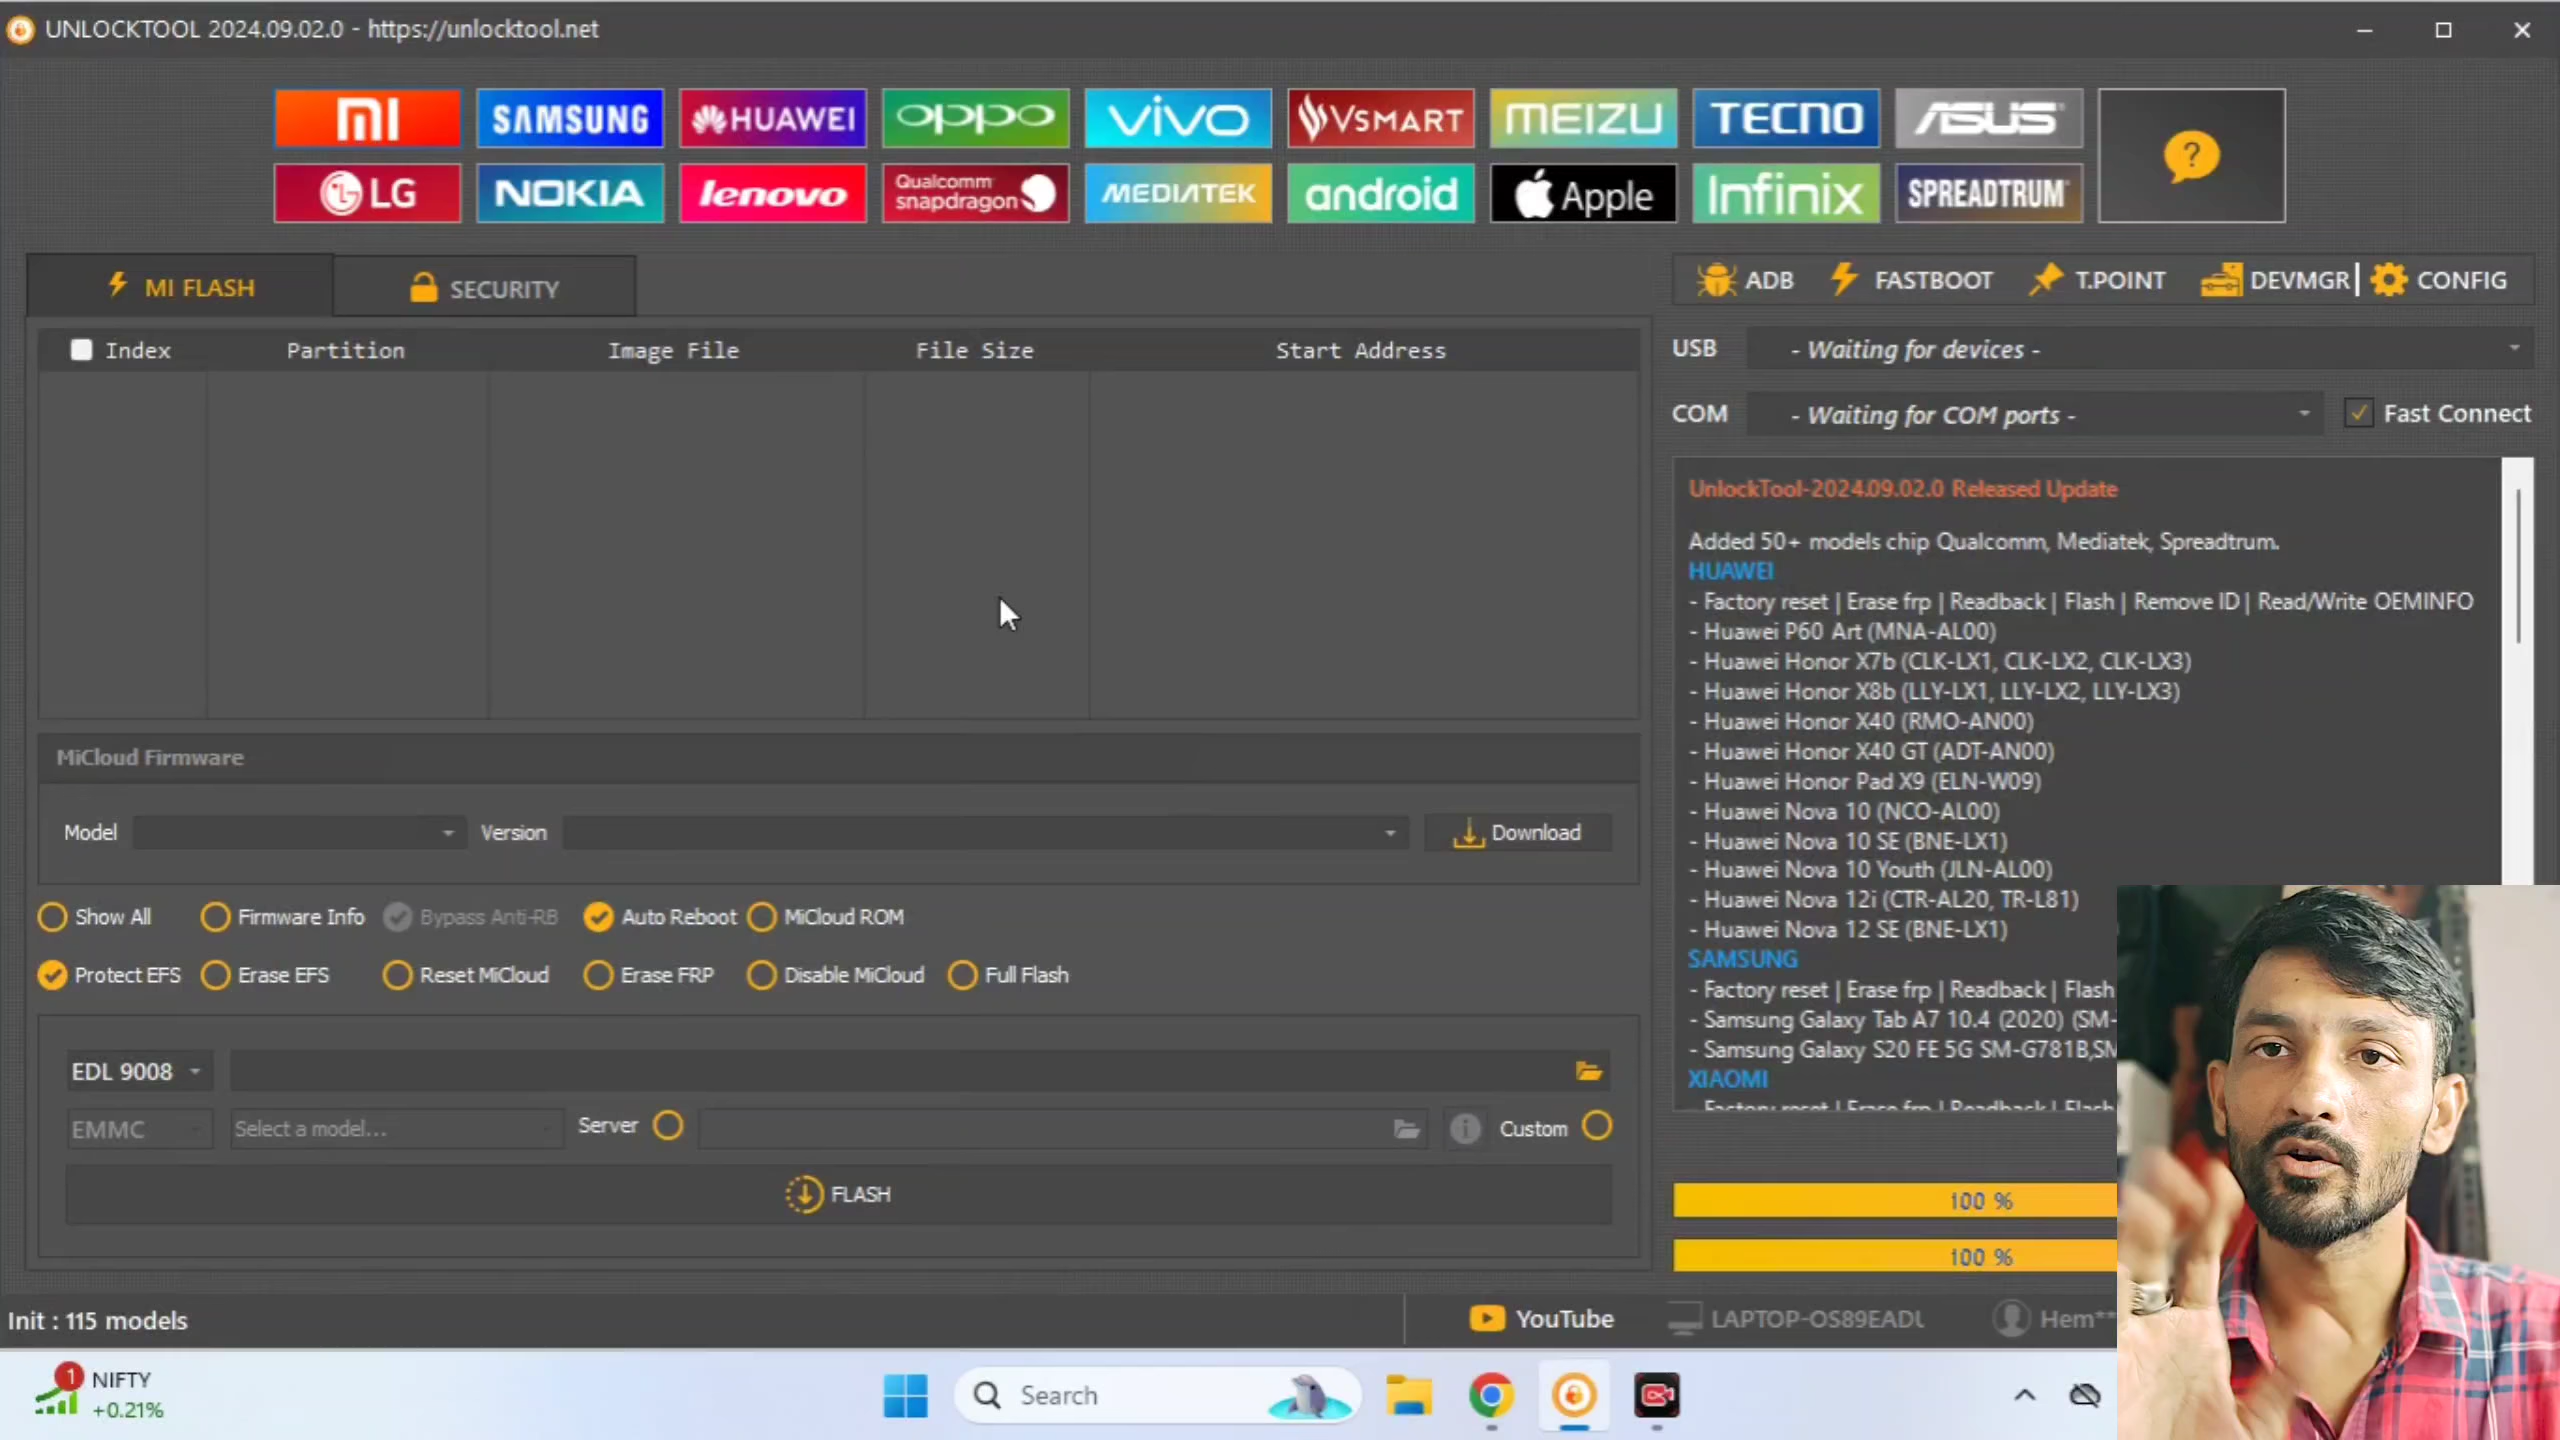 UNLOCKTOOL 2024.09.02.0 - https://unlocktool.net
MI SAMSUNG HUAWEI OPPO vivo VSMART MEIZU TECNO ASUS
LG NOKIA lenovo Qualcomm snapdragon MEDIATEK android Apple Infinix SPREADTRUM ?
MI FLASH SECURITY
ADB FASTBOOT T.POINT DEVMGR CONFIG
Index Partition Image File File Size Start Address
USB - Waiting for devices -
COM - Waiting for COM ports - Fast Connect
UnlockTool-2024.09.02.0 Released Update
Added 50+ models chip Qualcomm, Mediatek, Spreadtrum.
HUAWEI
- Factory reset | Erase frp | Readback | Flash | Remove ID | Read/Write OEMINFO
- Huawei P60 Art (MNA-AL00)
- Huawei Honor X7b (CLK-LX1, CLK-LX2, CLK-LX3)
- Huawei Honor X8b (LLY-LX1, LLY-LX2, LLY-LX3)
- Huawei Honor X40 (RMO-AN00)
- Huawei Honor X40 GT (ADT-AN00)
- Huawei Honor Pad X9 (ELN-W09)
- Huawei Nova 10 (NCO-AL00)
- Huawei Nova 10 SE (BNE-LX1)
- Huawei Nova 10 Youth (JLN-AL00)
- Huawei Nova 12i (CTR-AL20, TR-L81)
- Huawei Nova 12 SE (BNE-LX1)
SAMSUNG
- Factory reset | Erase frp | Readback | Flash
- Samsung Galaxy Tab A7 10.4 (2020) (SM-
- Samsung Galaxy S20 FE 5G SM-G781B,SM
XIAOMI
- Factory reset | Erase frp | Readback | Flash
MiCloud Firmware
Model Version Download
Show All Firmware Info Bypass Anti-RB Auto Reboot MiCloud ROM
Protect EFS Erase EFS Reset MiCloud Erase FRP Disable MiCloud Full Flash
EDL 9008
EMMC Select a model... Server Custom
FLASH
100 %
100 %
Init : 115 models
YouTube LAPTOP-OS89EADL Hem**
1 NIFTY
+0.21%
Search